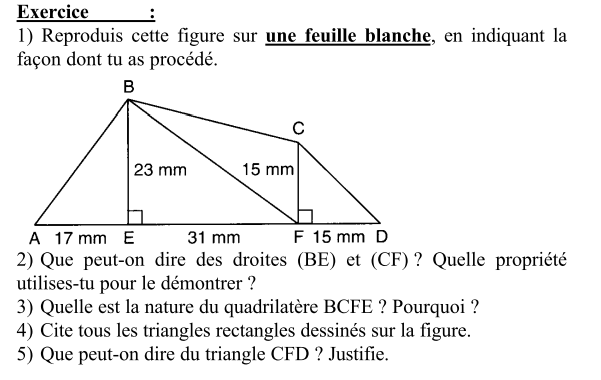 Exercice :
1) Reproduis cette figure sur une feuille blanche, en indiquant la
façon dont tu as procédé.
B
C
23 mm 15 mm
A 17 mm E 31 mm F 15 mm D
2) Que peut-on dire des droites (BE) et (CF) ? Quelle propriété
utilises-tu pour le démontrer ?
3) Quelle est la nature du quadrilatère BCFE ? Pourquoi ?
4) Cite tous les triangles rectangles dessinés sur la figure.
5) Que peut-on dire du triangle CFD ? Justifie.